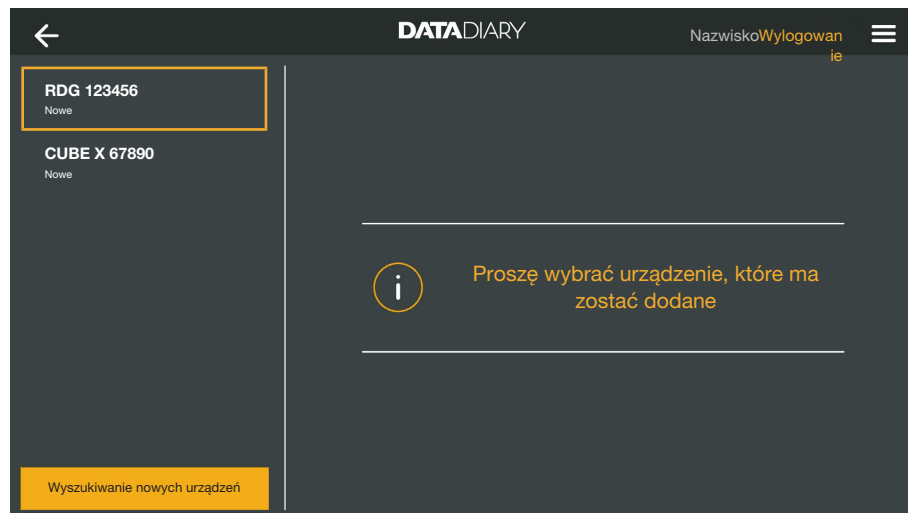 DATADIARY
NazwiskoWylogowan
ie
RDG 123456
Nowe
CUBE X 67890
Nowe
Proszę wybrać urządzenie, które ma
zostać dodane
Wyszukiwanie nowych urządzeń